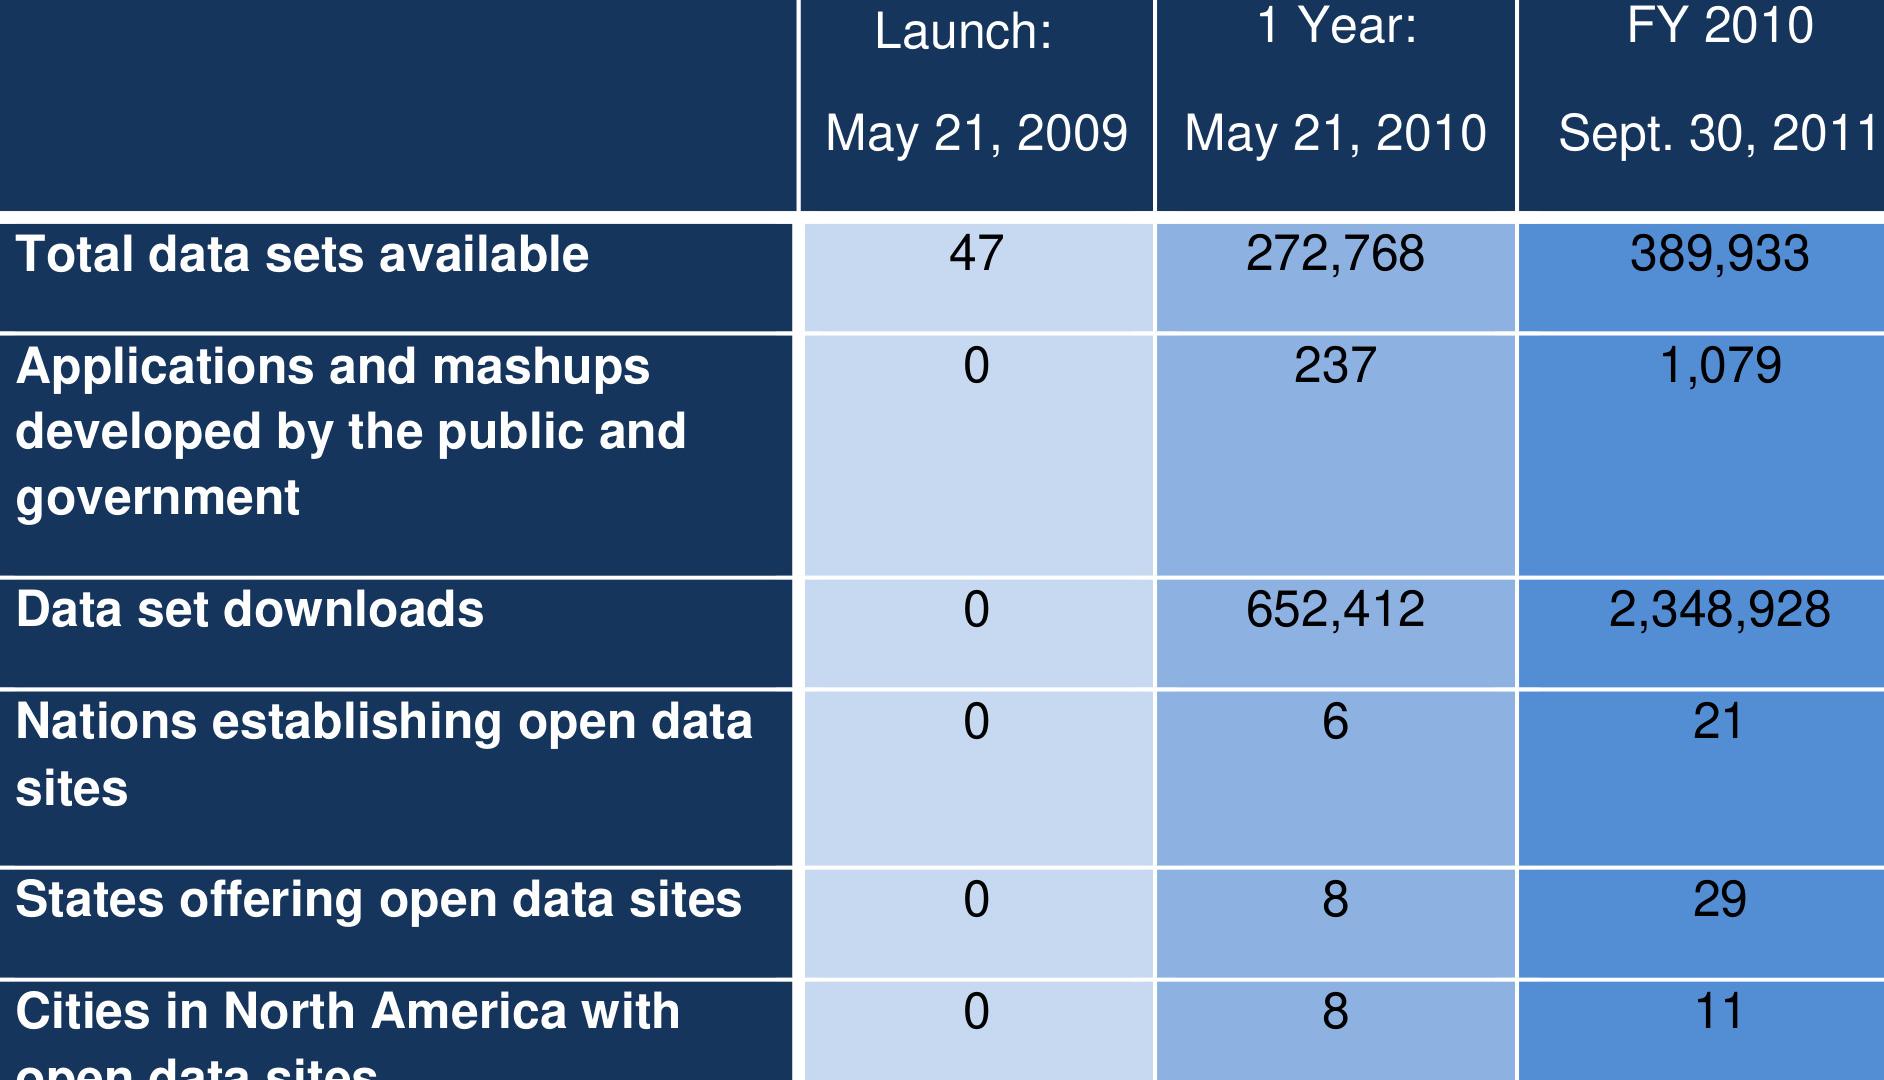 Launch: 1 Year: FY 2010
May 21, 2009 May 21, 2010 Sept. 30, 2011
Total data sets available 47 272,768 389,933
Applications and mashups 0 237 1,079
developed by the public and
government
Data set downloads 0 652,412 2,348,928
Nations establishing open data 0 6 21
sites
States offering open data sites 0 8 29
Cities in North America with 0 8 11
open data sites